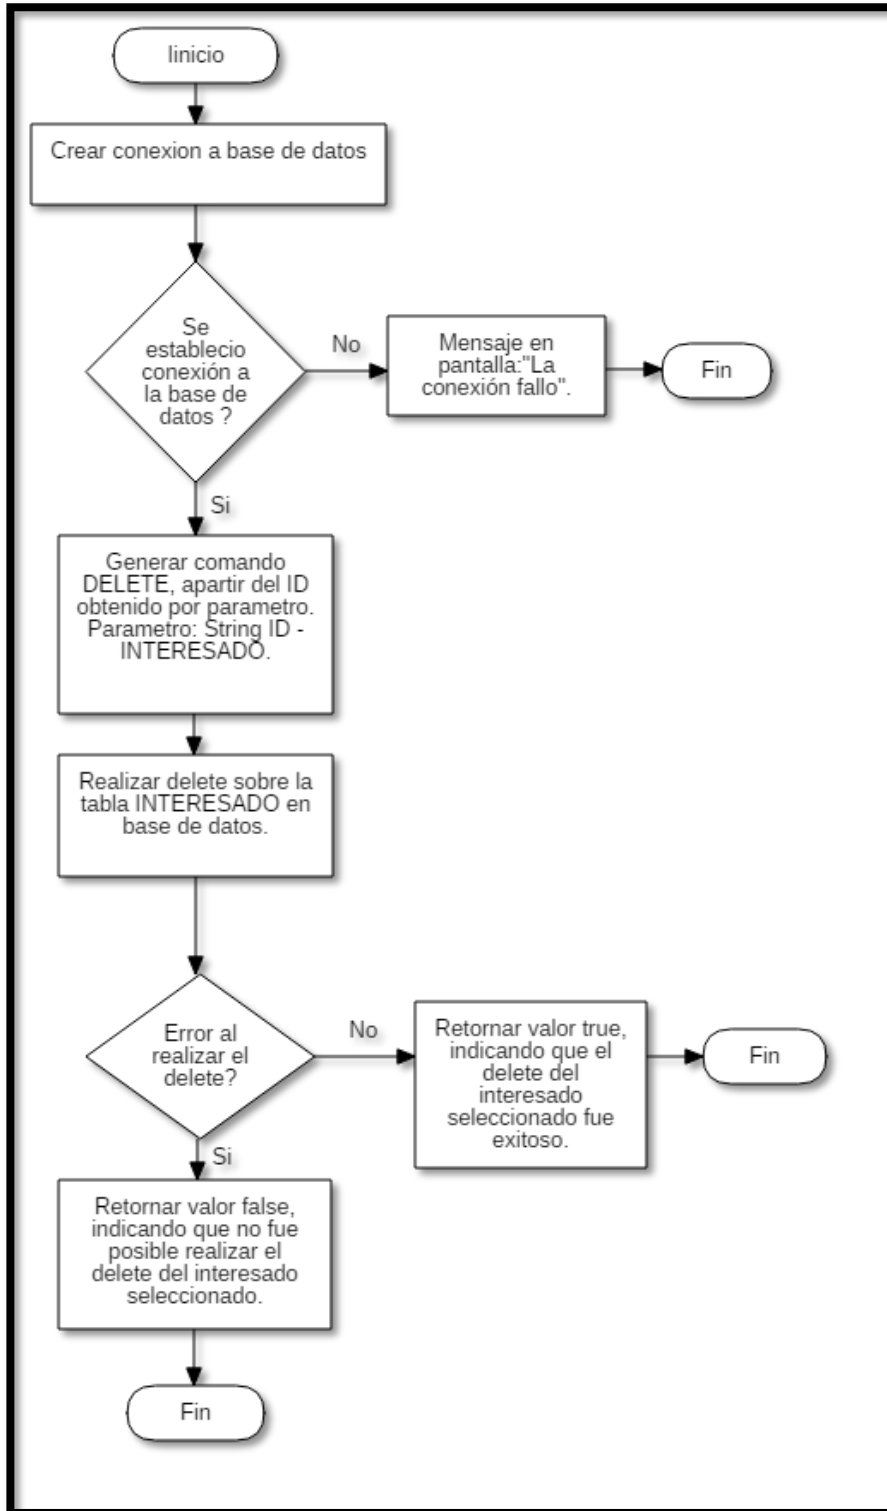 Iinicio
Crear conexion a base de datos
Se
establecio
conexión a
la base de
datos ?
No
Mensaje en
pantalla:"La
conexión fallo".
Fin
Si
Generar comando
DELETE, apartir del ID
obtenido por parametro.
Parametro: String ID -
INTERESADO.
Realizar delete sobre la
tabla INTERESADO en
base de datos.
Error al
realizar el
delete?
No
Retornar valor true,
indicando que el
delete del
interesado
seleccionado fue
exitoso.
Fin
Si
Retornar valor false,
indicando que no fue
posible realizar el
delete del interesado
seleccionado.
Fin